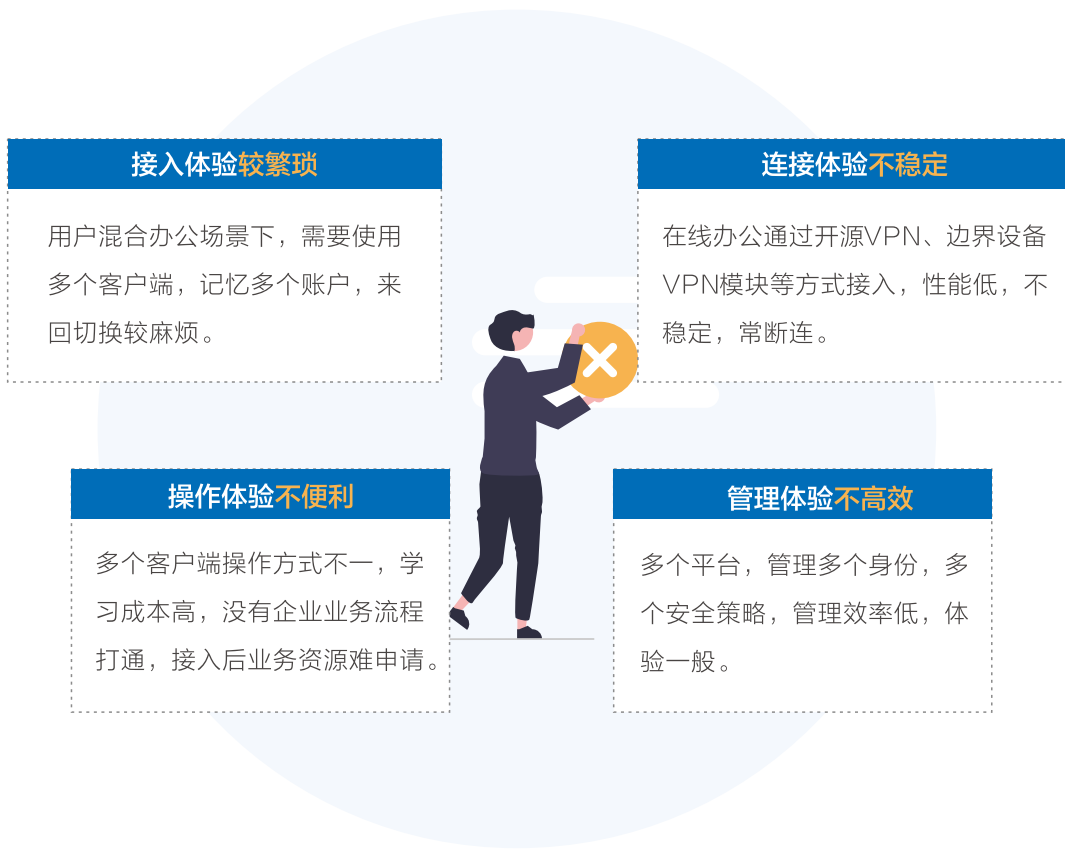 接入体验较繁琐
用户混合办公场景下，需要使用
多个客户端，记忆多个账户，来
回切换较麻烦。
连接体验不稳定
在线办公通过开源VPN、边界设备
VPN模块等方式接入，性能低，不
稳定，常断连。
操作体验不便利
多个客户端操作方式不一，学
习成本高，没有企业业务流程
打通，接入后业务资源难申请。
管理体验不高效
多个平台，管理多个身份，多
个安全策略，管理效率低，体
验一般。